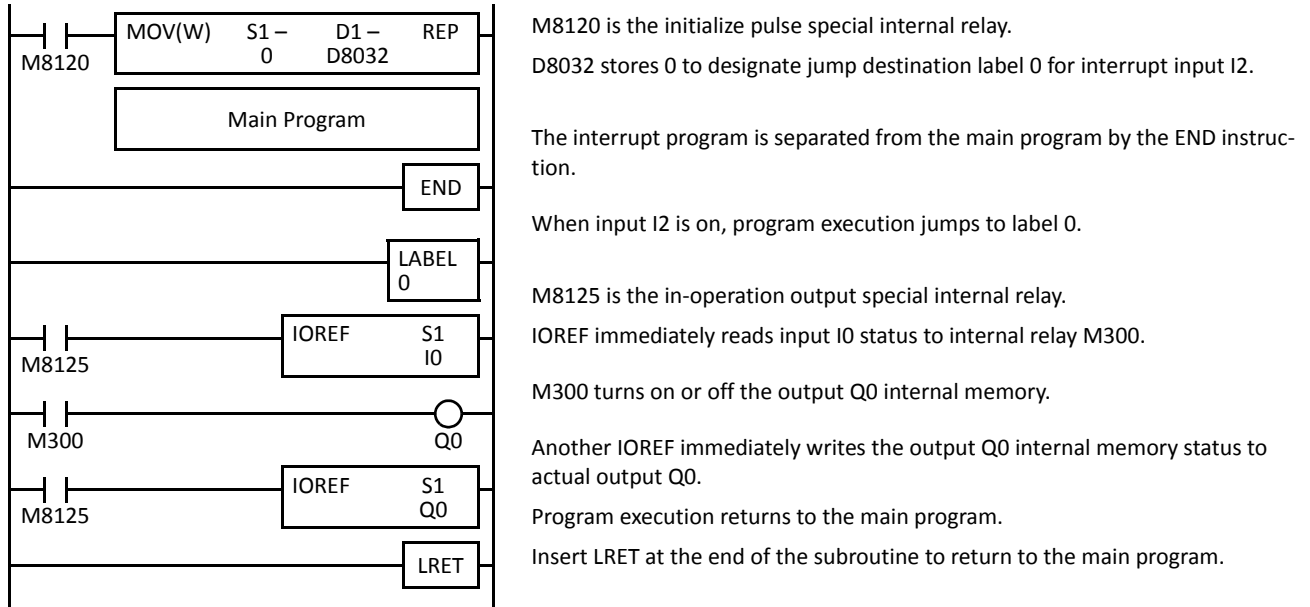 MOV(W) S1 – D1 – REP
0 D8032
M8120
Main Program
END
LABEL
0
IOREF S1
I0
M8125
M300
Q0
IOREF S1
Q0
M8125
LRET
M8120 is the initialize pulse special internal relay.
D8032 stores 0 to designate jump destination label 0 for interrupt input I2.
The interrupt program is separated from the main program by the END instruc-
tion.
When input I2 is on, program execution jumps to label 0.
M8125 is the in-operation output special internal relay.
IOREF immediately reads input I0 status to internal relay M300.
M300 turns on or off the output Q0 internal memory.
Another IOREF immediately writes the output Q0 internal memory status to
actual output Q0.
Program execution returns to the main program.
Insert LRET at the end of the subroutine to return to the main program.